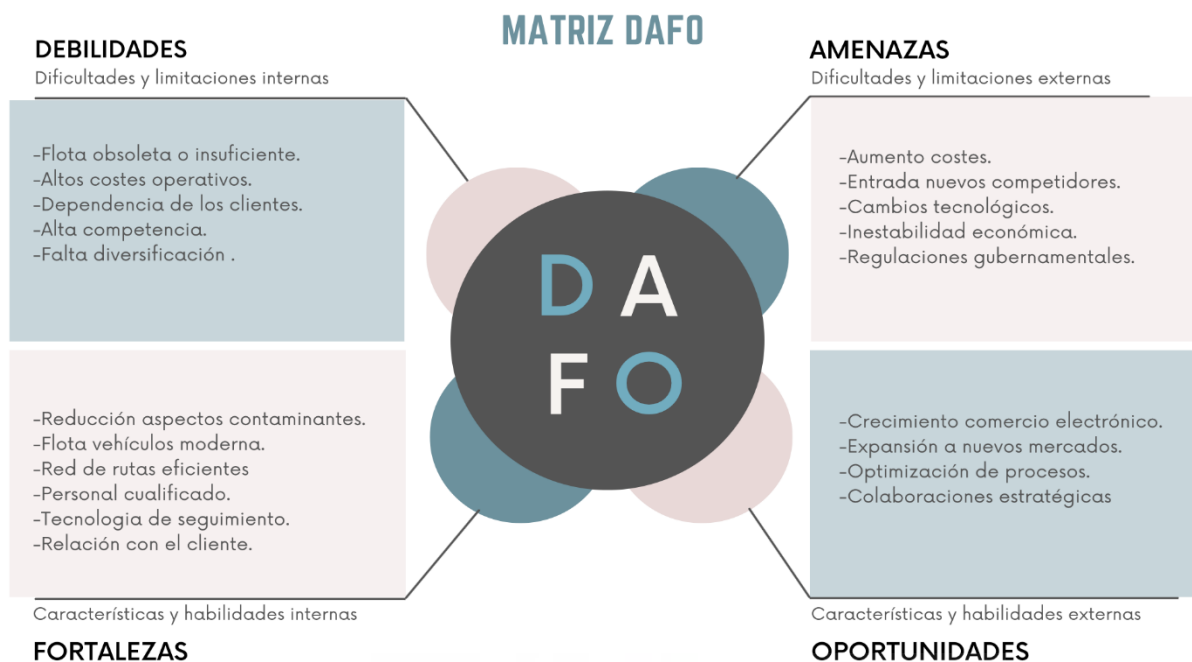 MATRIZ DAFO
DEBILIDADES
Dificultades y limitaciones internas
-Flota obsoleta o insuficiente.
-Altos costes operativos.
-Dependencia de los clientes.
-Alta competencia.
-Falta diversificación .
AMENAZAS
Dificultades y limitaciones externas
-Aumento costes.
-Entrada nuevos competidores.
-Cambios tecnológicos.
-Inestabilidad económica.
-Regulaciones gubernamentales.
D A
F O
-Reducción aspectos contaminantes.
-Flota vehículos moderna.
-Red de rutas eficientes
-Personal cualificado.
-Tecnologia de seguimiento.
-Relación con el cliente.
Características y habilidades internas
FORTALEZAS
-Crecimiento comercio electrónico.
-Expansión a nuevos mercados.
-Optimización de procesos.
-Colaboraciones estratégicas
Características y habilidades externas
OPORTUNIDADES